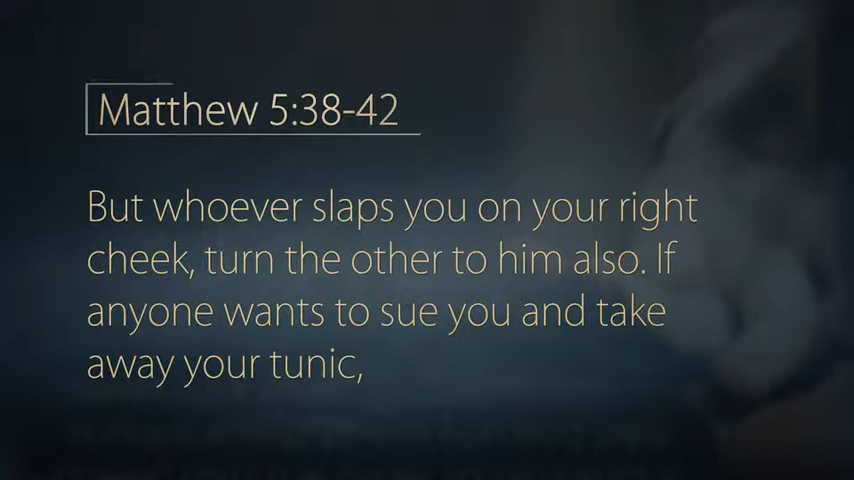 Matthew 5:38-42
But whoever slaps you on your right
cheek, turn the other to him also. If
anyone wants to sue you and take
away your tunic,